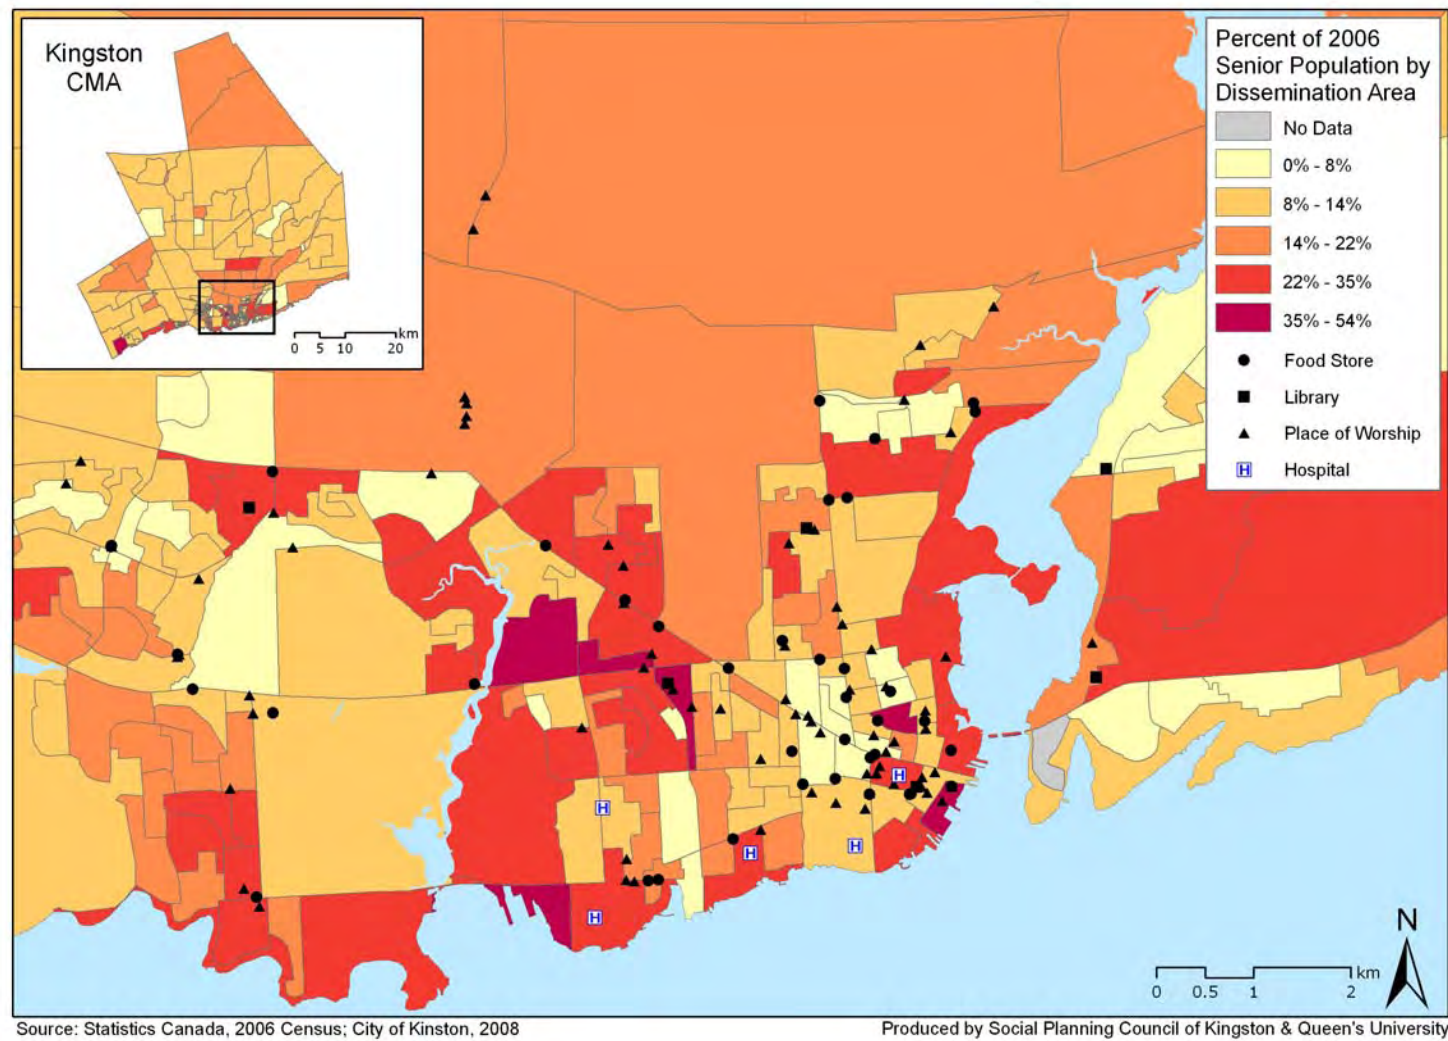 Kingston
CMA
km
0 5 10 20
Percent of 2006
Senior Population by
Dissemination Area
No Data
0% - 8%
8% - 14%
14% - 22%
22% - 35%
35% - 54%
Food Store
Library
Place of Worship
H Hospital
H
H
H
H
H
N
km
0 0.5 1 2
Source: Statistics Canada, 2006 Census; City of Kinston, 2008
Produced by Social Planning Council of Kingston & Queen's University